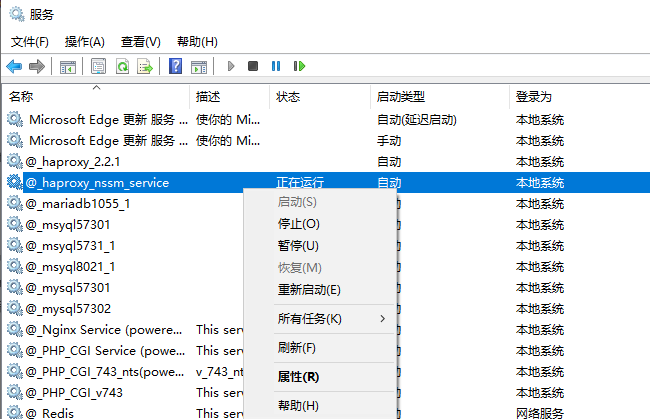 服务
文件(F) 操作(A) 查看(V) 帮助(H)
名称 描述 状态 启动类型 登录为
Microsoft Edge 更新 服务 ... 使你的 Mi... 自动(延迟启动) 本地系统
Microsoft Edge 更新 服务 ... 使你的 Mi... 手动 本地系统
@_haproxy_2.2.1 自动 本地系统
@_haproxy_nssm_service 正在运行 自动 本地系统
@_mariadb1055_1 本地系统
@_msyql57301 本地系统
@_msyql5731_1 本地系统
@_msyql8021_1 本地系统
@_mysql57301 本地系统
@_mysql57302 本地系统
@_Nginx Service (powere... This serv 本地系统
@_PHP_CGI Service (powe... This serv 本地系统
@_PHP_CGI_743_nts(powe... v_743_nt 本地系统
@_PHP_CGI_v743 This serv 本地系统
_Redis 网络服务
启动(S)
停止(O)
暂停(U)
恢复(M)
重新启动(E)
所有任务(K)
刷新(F)
属性(R)
帮助(H)